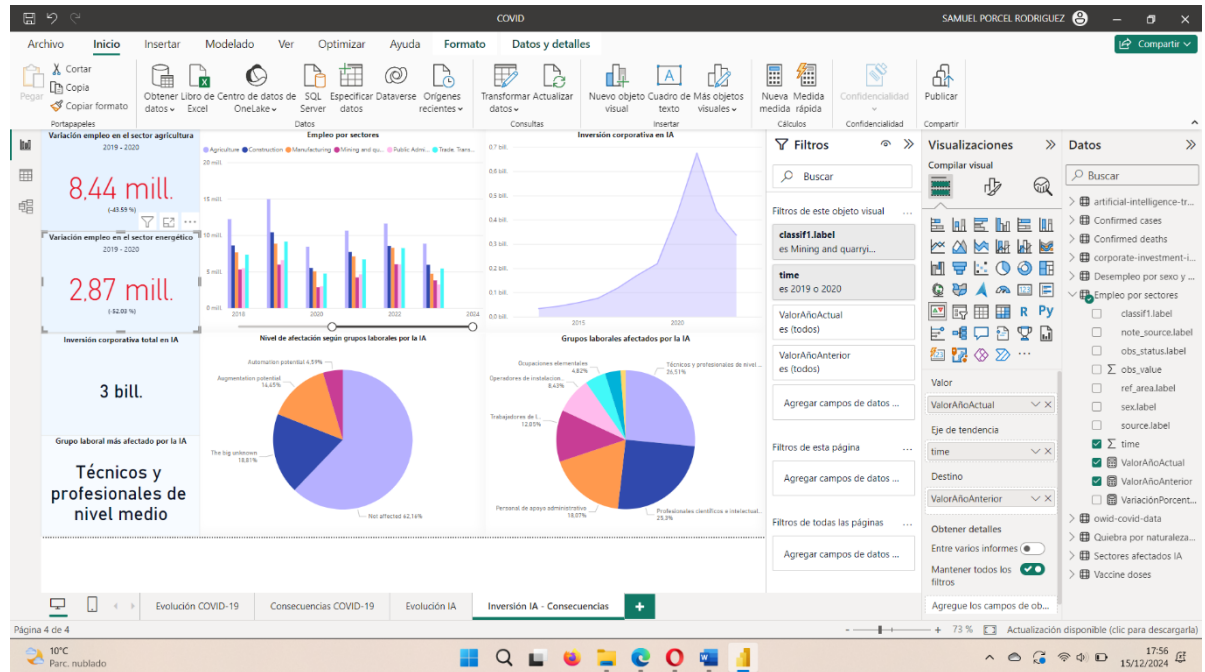 COVID
SAMUEL PORCEL RODRIGUEZ
Archivo Inicio Insertar Modelado Ver Optimizar Ayuda Formato Datos y detalles
Compartir
Pegar
Cortar
Copia
Copiar formato
Portapapeles
Obtener datos
Libro de Excel
Centro de datos de OneLake
SQL Server
Especificar datos
Dataverse
Orígenes recientes
Datos
Transformar datos
Actualizar
Consultas
Nuevo objeto visual
Cuadro de texto
Más objetos visuales
Insertar
Nueva medida
Medida rápida
Cálculos
Confidencialidad
Confidencialidad
Publicar
Compartir
Variación empleo en el sector agricultura
2019 - 2020
8,44 mill.
(-43.59 %)
Variación empleo en el sector energético
2019 - 2020
2,87 mill.
(-52.03 %)
Inversión corporativa total en IA
3 bill.
Grupo laboral más afectado por la IA
Técnicos y
profesionales de
nivel medio
Empleo por sectores
Agriculture Construction Manufacturing Mining and qu... Public Admi... Trade, Trans...
20 mill.
15 mill.
10 mill.
5 mill.
0 mill.
2018 2020 2022 2024
Inversión corporativa en IA
0.7 bill.
0.6 bill.
0.5 bill.
0.4 bill.
0.3 bill.
0.2 bill.
0.1 bill.
0.0 bill.
2015 2020
Nivel de afectación según grupos laborales por la IA
Automation potential 4,59%
Augmentation potential
14,45%
The big unknown
18,81%
Not affected 62,16%
Grupos laborales afectados por la IA
Ocupaciones elementales
4,82%
Operadores de instalacion...
8,43%
Trabajadores de l...
12,85%
Personal de apoyo administrativo
18,07%
Técnicos y profesionales de nivel ...
26,51%
Profesionales científicos e intelectual...
25,3%
Filtros
Buscar
Filtros de este objeto visual ...
classif1.label
es Mining and quarryi...
time
es 2019 o 2020
ValorAñoActual
es (todos)
ValorAñoAnterior
es (todos)
Agregar campos de datos ...
Filtros de esta página ...
Agregar campos de datos ...
Filtros de todas las páginas ...
Agregar campos de datos ...
Visualizaciones
Compilar visual
R Py
Valor
ValorAñoActual
Eje de tendencia
time
Destino
ValorAñoAnterior
Obtener detalles
Entre varios informes
Mantener todos los
filtros
Agregue los campos de ob...
Datos
Buscar
artificial-intelligence-tr...
Confirmed cases
Confirmed deaths
corporate-investment-i...
Desempleo por sexo y ...
Empleo por sectores
classif1.label
note_source.label
obs_status.label
obs_value
ref_area.label
sex.label
source.label
time
ValorAñoActual
ValorAñoAnterior
VariaciónPorcent...
owid-covid-data
Quiebra por naturaleza...
Sectores afectados IA
Vaccine doses
Evolución COVID-19 Consecuencias COVID-19 Evolución IA Inversión IA - Consecuencias
Página 4 de 4
73 %
Actualización disponible (clic para descargarla)
10°C
Parc. nublado
17:56
15/12/2024